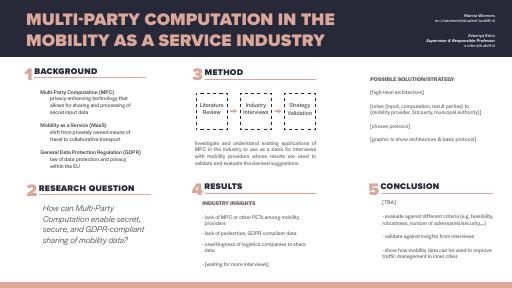 MULTI-PARTY COMPUTATION IN THE
MOBILITY AS A SERVICE INDUSTRY
Zekeriya Erkin
Supervisor & Responsible Professor
1 BACKGROUND
Multi-Party Computation (MPC)
privacy enhancing technology that
allows for sharing and processing of
secret input data
Mobility as a Service (MaaS)
shift from privately owned means of
travel to collaborative transport
General Data Protection Regulation (GDPR)
law of data protection and privacy
within the EU
2 RESEARCH QUESTION
How can Multi-Party
Computation enable secret,
secure, and GDPR-compliant
sharing of mobility data?
3 METHOD
Literature
Review
Industry
Interviews
Strategy
Validation
Investigate and understand existing applications of
MPC in the industry to use as a basis for interviews
with mobility providers whose results are used to
validate and evaluate the devised suggestions
4 RESULTS
INDUSTRY INSIGHTS
- lack of MPC or other PETs among mobility
providers
- lack of pedestrian, GDPR compliant data
- unwillingness of logistics companies to share
data
- [waiting for more interviews]
POSSIBLE SOLUTION/STRATEGY
[high-level architecture]
[roles (input, computation, result parties) to
(mobility provider, 3rd party, municipal authority)]
[chosen protocol]
[graphic to show architecture & basic protocol]
5 CONCLUSION
[TBA]
- evaluate against different criteria (e.g, feasibility,
robustness, number of adversaries/security,...)
- validate against insights from interviews
- show how mobility data can be used to improve
traffic management in inner cities